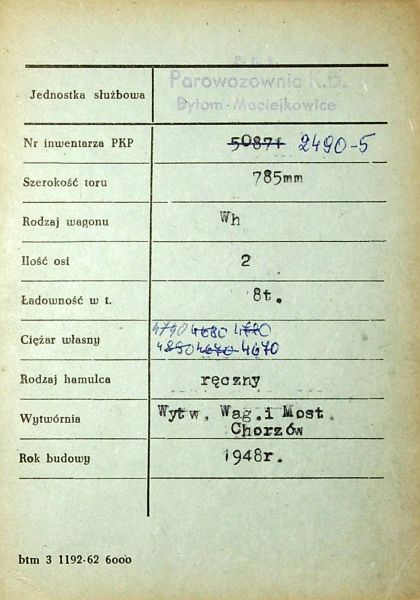 P.K.P.
Parowozownia K.D.
Bytom-Maciejkowice
Jednostka służbowa
Nr inwentarza PKP 50871 2490-5
Szerokość toru 785mm
Rodzaj wagonu Wh
Ilość osi 2
Ładowność w t. 8t.
Ciężar własny 4790 4680
4670
Rodzaj hamulca ręczny
Wytwórnia Wytw. Wag.i Most.
Chorzów
Rok budowy 1948r.
btm 3 1192-62 6000